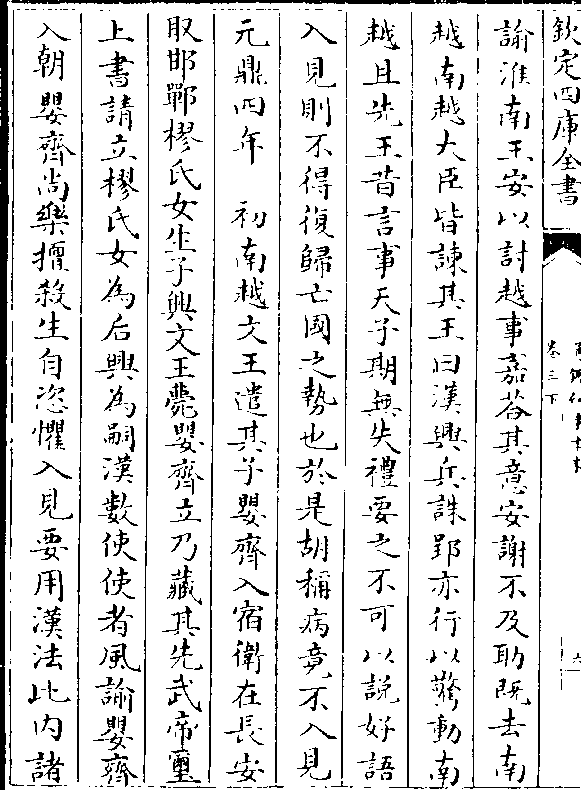 欽定四庫全書
卷三下
諭淮南王安以討越事嘉荅其意安謝不及助既去南
越南越大臣皆諫其王曰漢興兵誅郢亦行以驚動南
越且先王昔言事天子期無失禮要之不可以説好語
入見則不得復歸亡國之勢也於是胡稱病竟不入見
元鼎四年　初南越文王遣其子嬰齊入宿衛在長安
取邯鄲樛氏女生子興文王薨嬰齊立乃藏其先武帝璽
上書請立樛氏女為后興為嗣漢數使使者風諭嬰齊
入朝嬰齊尚樂擅殺生自恣懼入見要用漢法比内諸